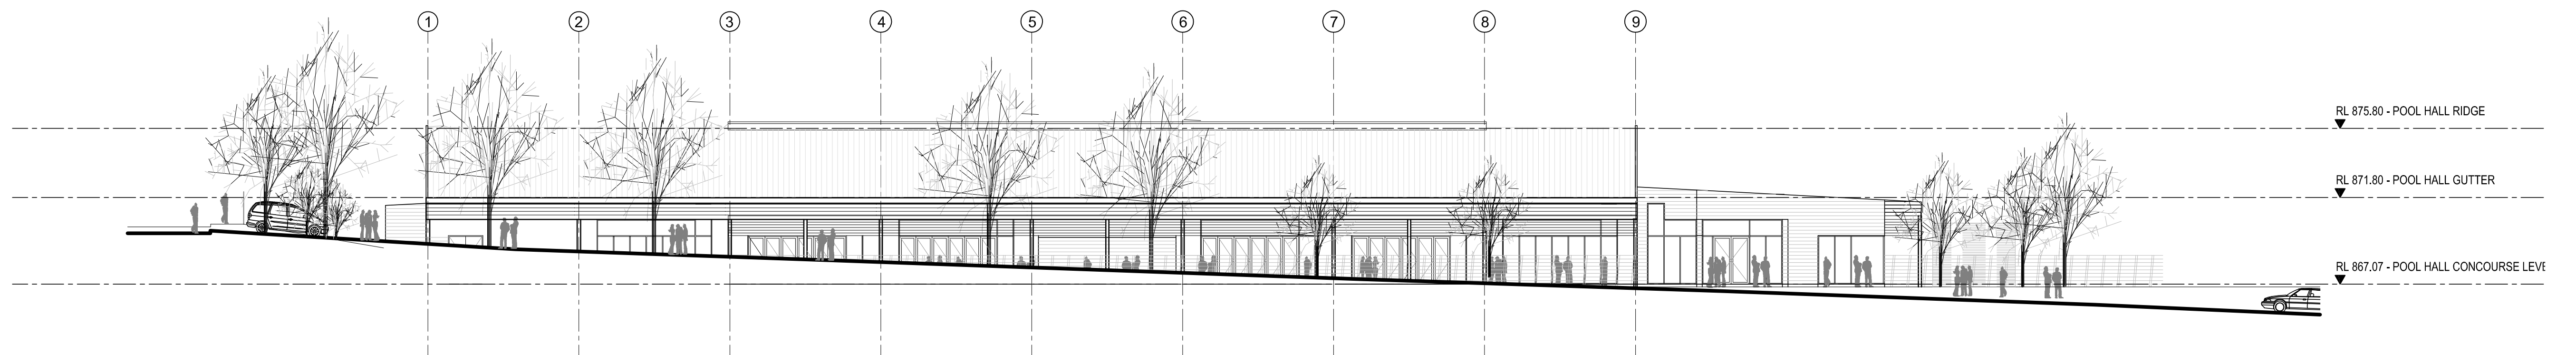 1 2 3 4 5 6 7 8 9
RL 875.80 - POOL HALL RIDGE
RL 871.80 - POOL HALL GUTTER
RL 867.07 - POOL HALL CONCOURSE LEVE